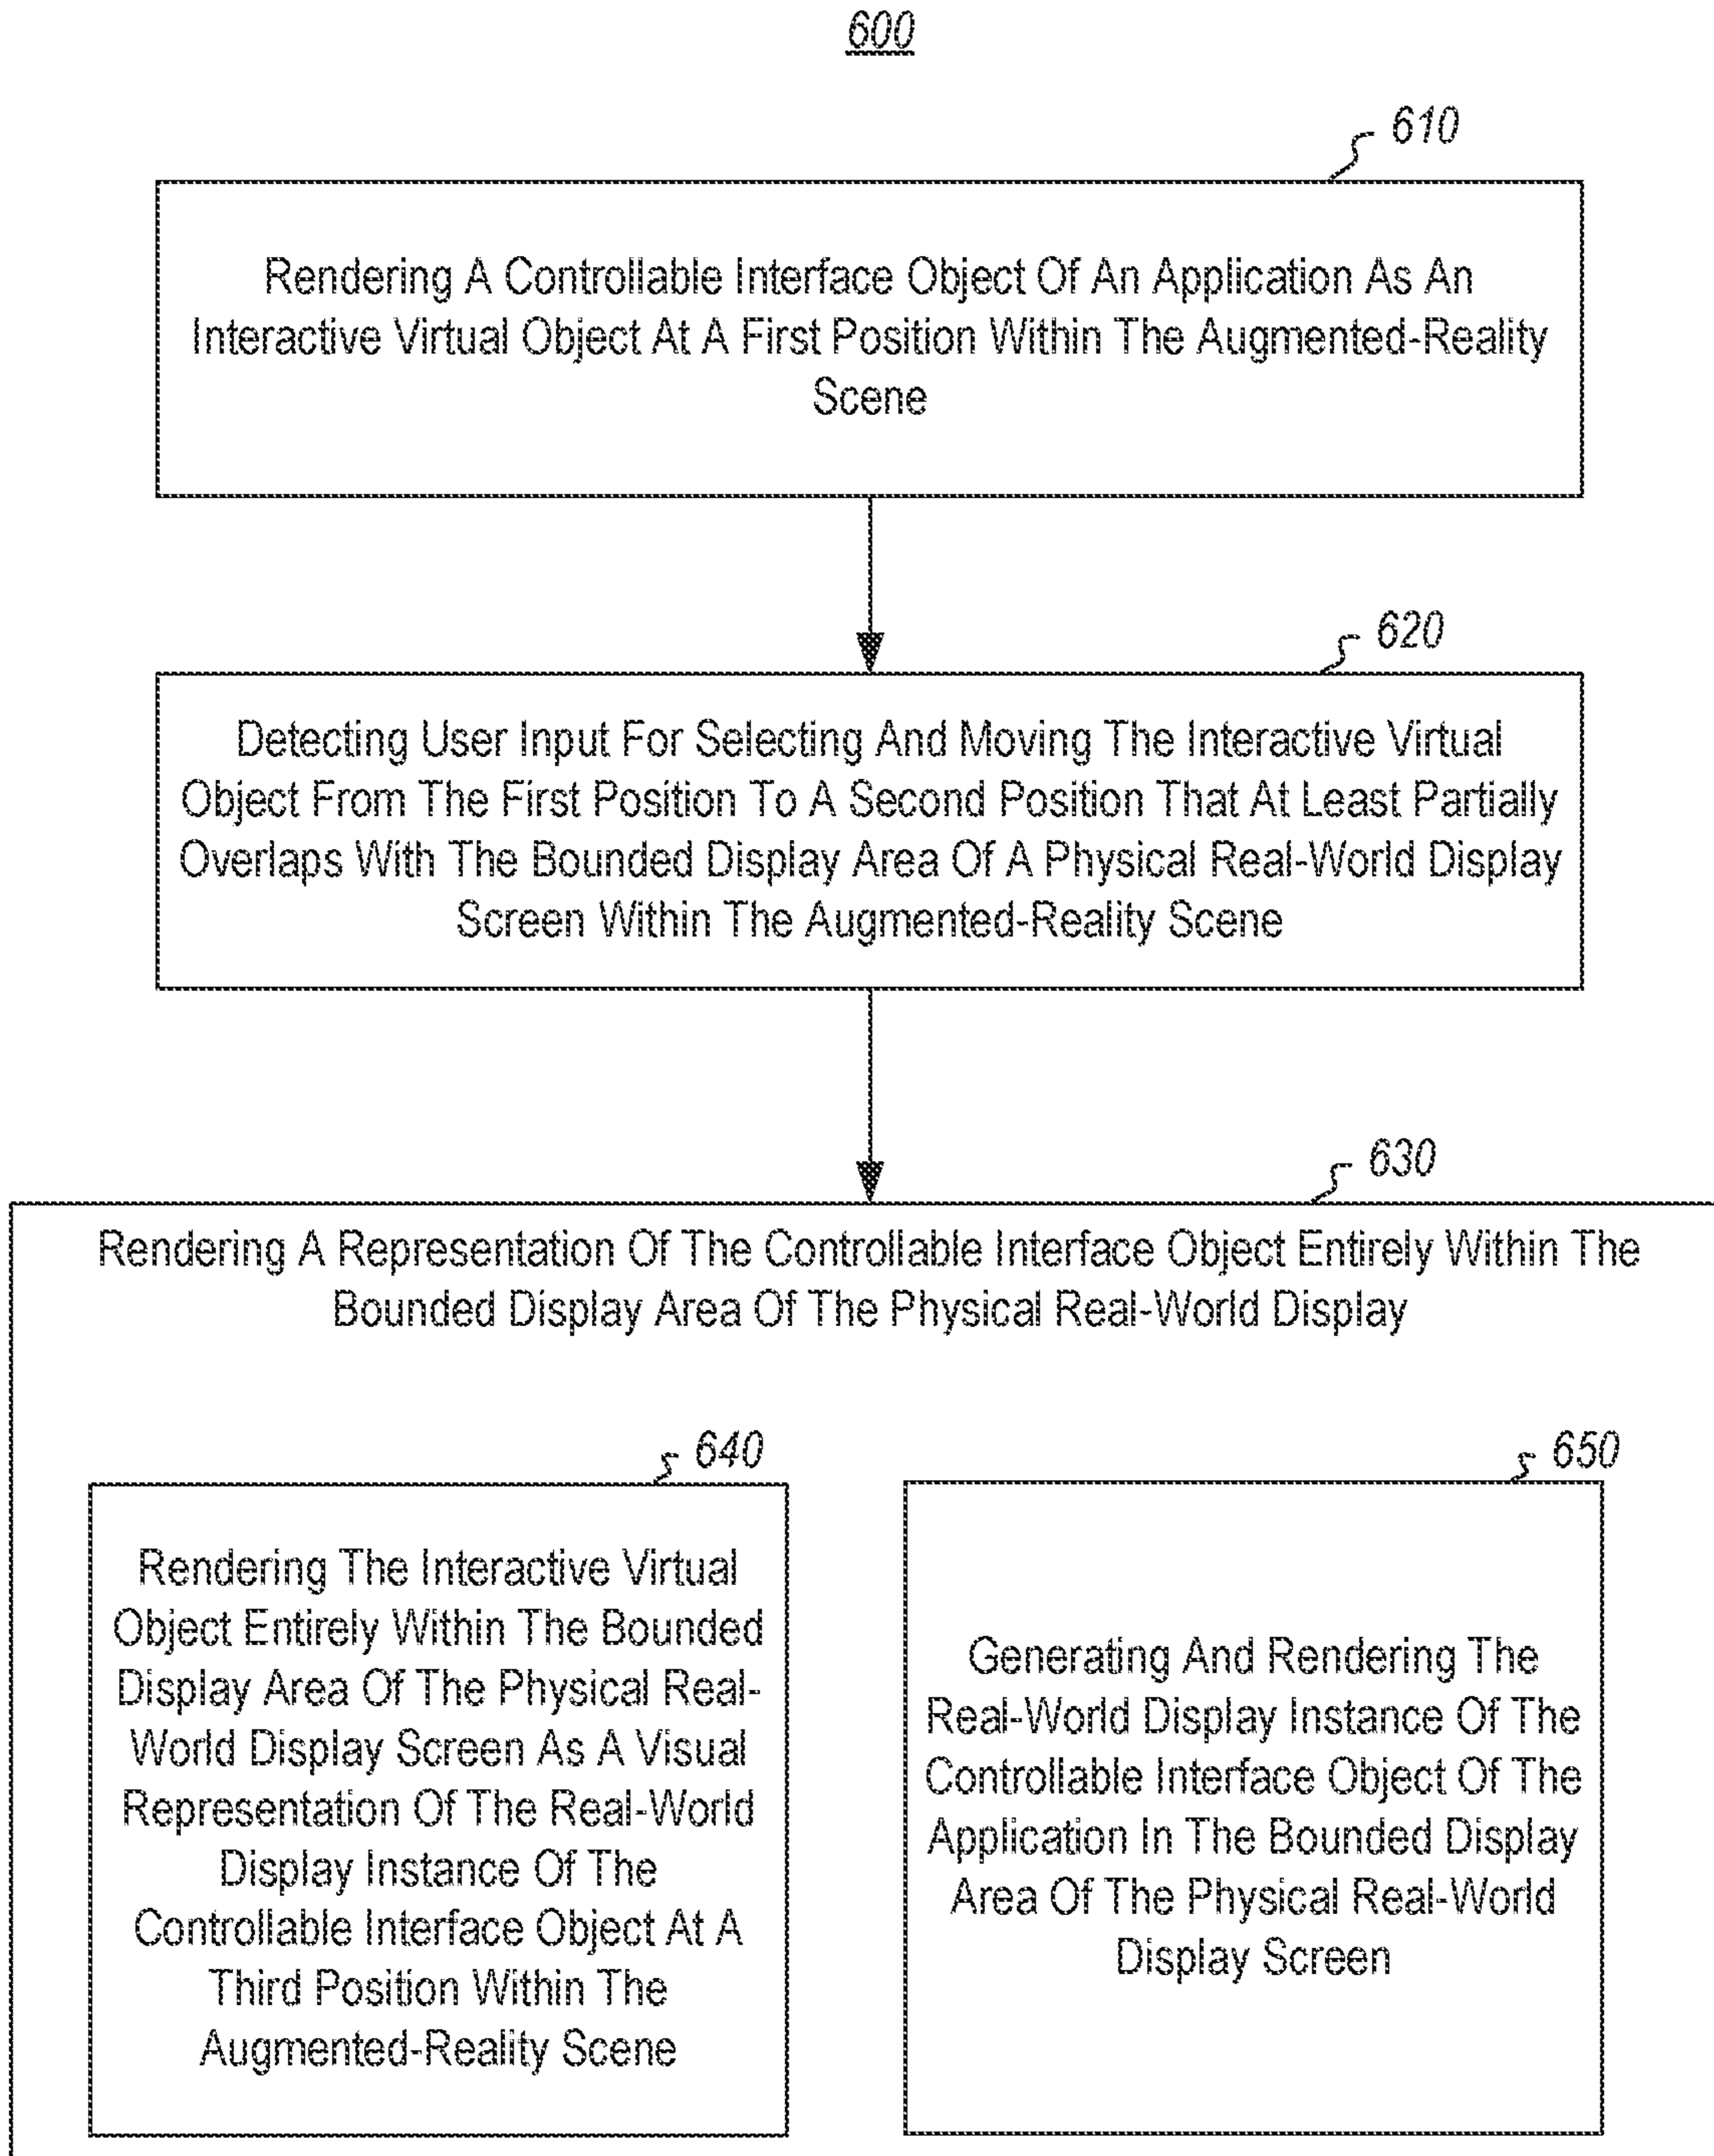 600
610
Rendering A Controllable Interface Object Of An Application As An
Interactive Virtual Object At A First Position Within The Augmented-Reality
Scene
620
Detecting User Input For Selecting And Moving The Interactive Virtual
Object From The First Position To A Second Position That At Least Partially
Overlaps With The Bounded Display Area Of A Physical Real-World Display
Screen Within The Augmented-Reality Scene
630
Rendering A Representation Of The Controllable Interface Object Entirely Within The
Bounded Display Area Of The Physical Real-World Display
640
Rendering The Interactive Virtual
Object Entirely Within The Bounded
Display Area Of The Physical Real-
World Display Screen As A Visual
Representation Of The Real-World
Display Instance Of The
Controllable Interface Object At A
Third Position Within The
Augmented-Reality Scene
650
Generating And Rendering The
Real-World Display Instance Of The
Controllable Interface Object Of The
Application In The Bounded Display
Area Of The Physical Real-World
Display Screen